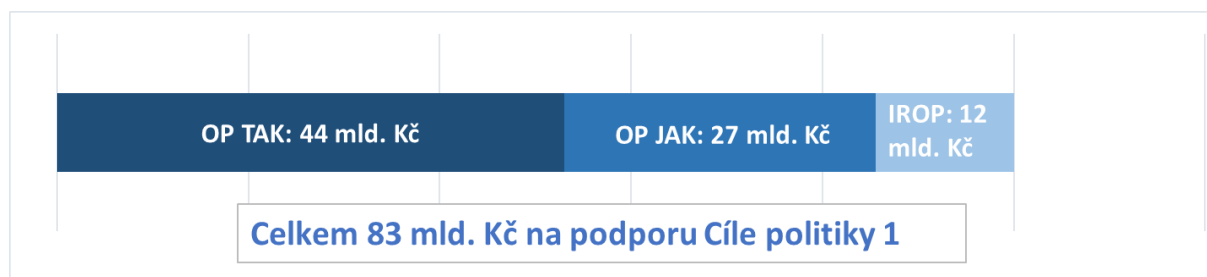 OP TAK: 44 mld. Kč
OP JAK: 27 mld. Kč
IROP: 12
mld. Kč
Celkem 83 mld. Kč na podporu Cíle politiky 1